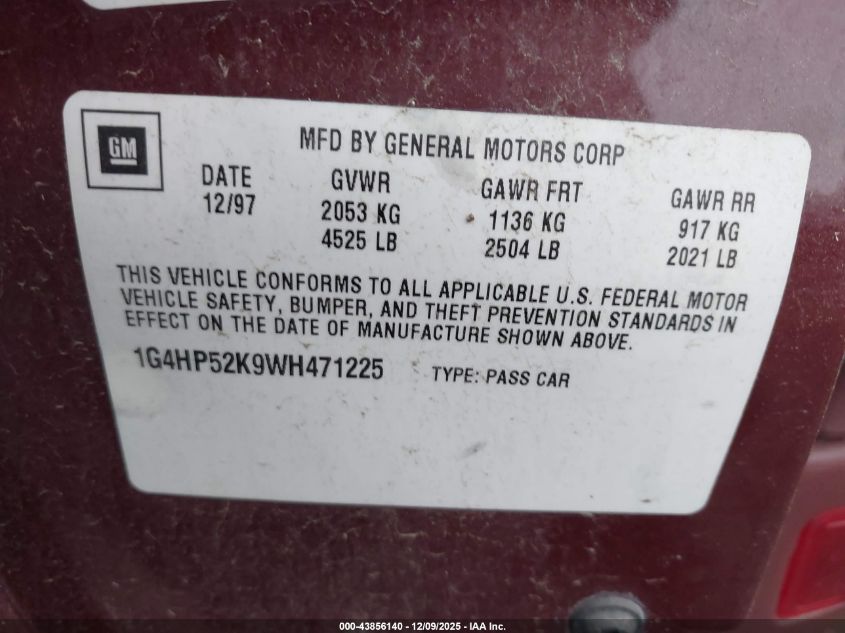 GM
MFD BY GENERAL MOTORS CORP
DATE GVWR GAWR FRT GAWR RR
12/97 2053 KG 1136 KG 917 KG
4525 LB 2504 LB 2021 LB
THIS VEHICLE CONFORMS TO ALL APPLICABLE U.S. FEDERAL MOTOR
VEHICLE SAFETY, BUMPER, AND THEFT PREVENTION STANDARDS IN
EFFECT ON THE DATE OF MANUFACTURE SHOWN ABOVE.
1G4HP52K9WH471225 TYPE: PASS CAR
000-43856140 - 12/09/2025 - IAA Inc.